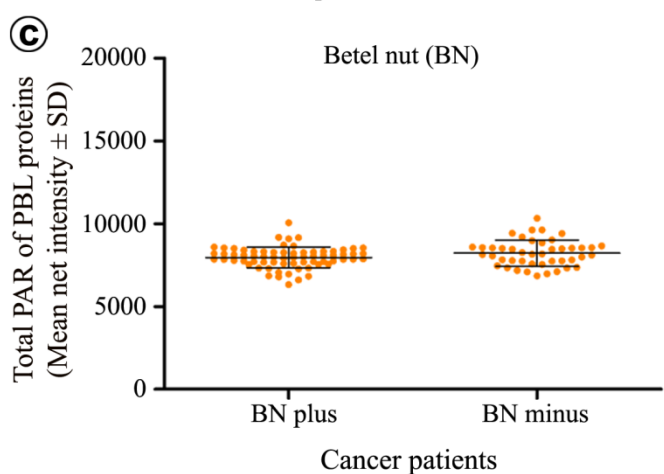 C
Betel nut (BN)
Total PAR of PBL proteins
(Mean net intensity ± SD)
20000
15000
10000
5000
0
BN plus
BN minus
Cancer patients